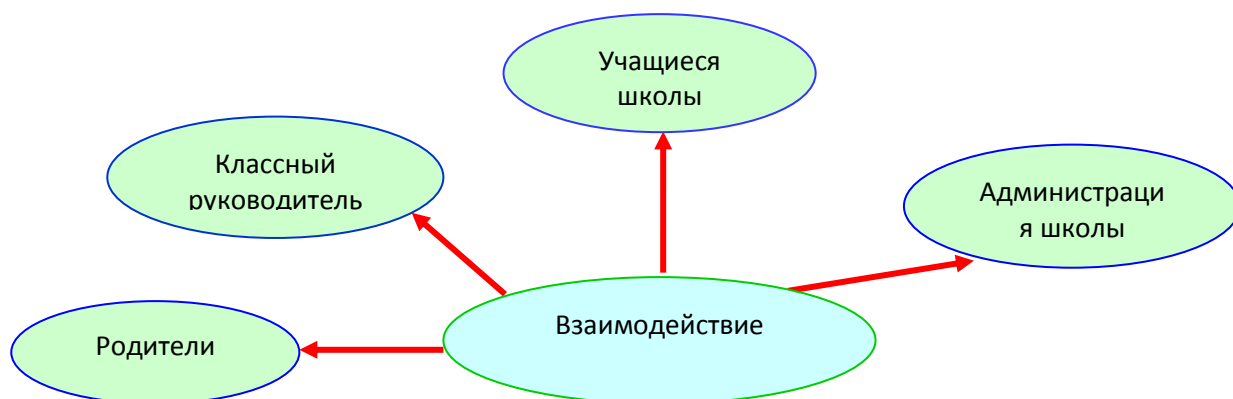 Учащиеся
школы
Классный
руководитель
Администраци
я школы
Взаимодействие
Родители